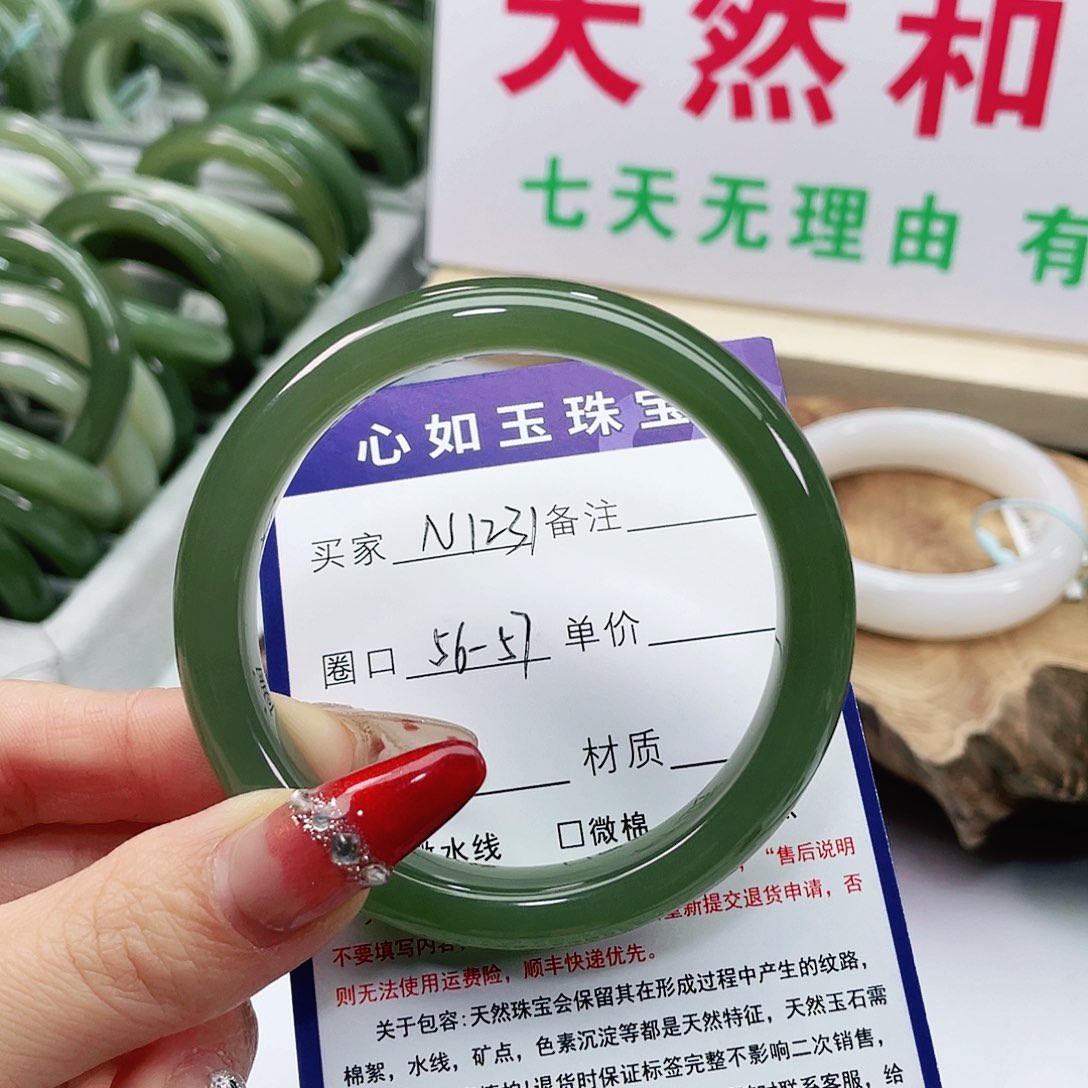 天然和
七天无理由 有
心如玉珠宝
买家 N1231 备注
圈口 56-57 单价
材质
水线 □微棉
，“售后说明
新提交退货申请，否
不要填写内容
则无法使用运费险，顺丰快递优先。
关于包容：天然珠宝会保留其在形成过程中产生的纹路，
棉絮，水线，矿点，色素沉淀等都是天然特征，天然玉石需
退货时保证标签完整不影响二次销售，
联系客服，给